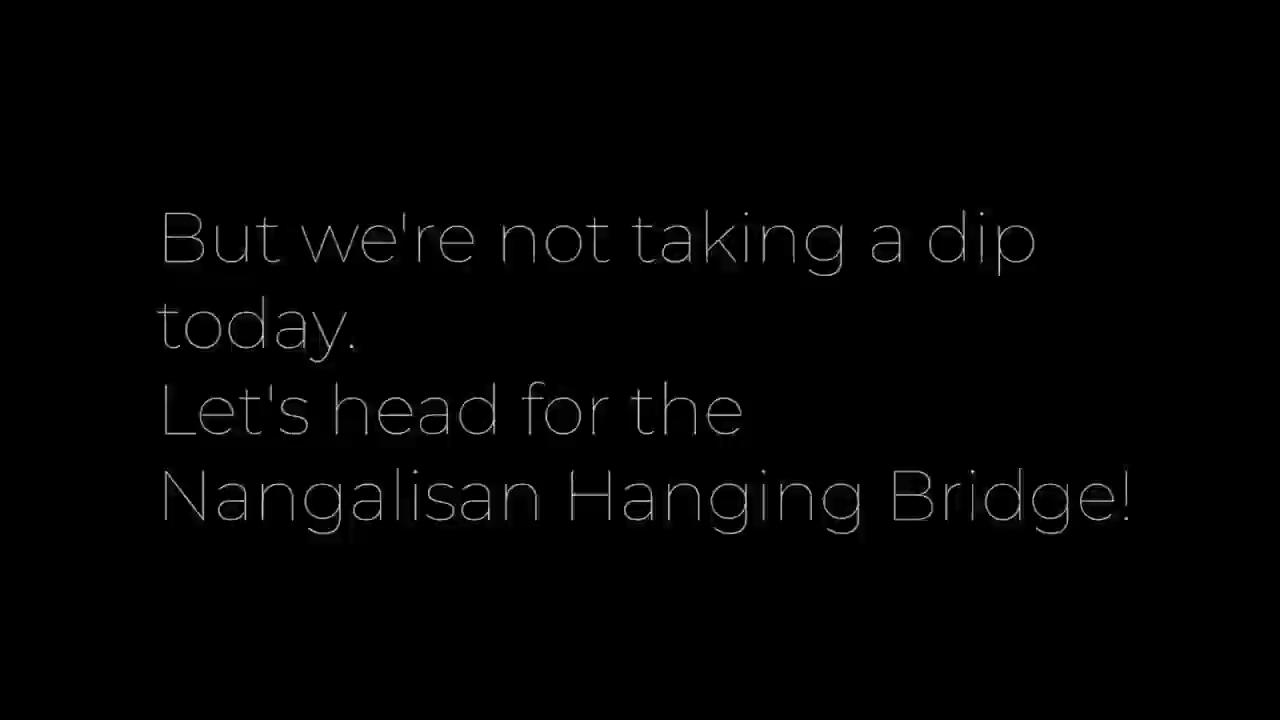 But we're not taking a dip
today.
Let's head for the
Nangalisan Hanging Bridge!